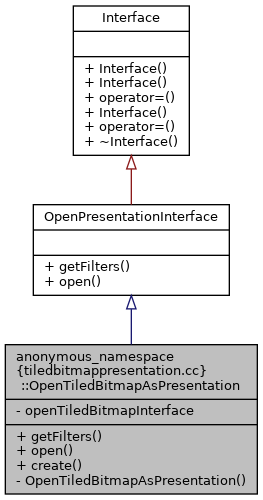 Interface
+ Interface()
+ Interface()
+ operator=()
+ Interface()
+ operator=()
+ ~Interface()
OpenPresentationInterface
+ getFilters()
+ open()
anonymous_namespace
{tiledbitmappresentation.cc}
::OpenTiledBitmapAsPresentation
- openTiledBitmapInterface
+ getFilters()
+ open()
+ create()
- OpenTiledBitmapAsPresentation()